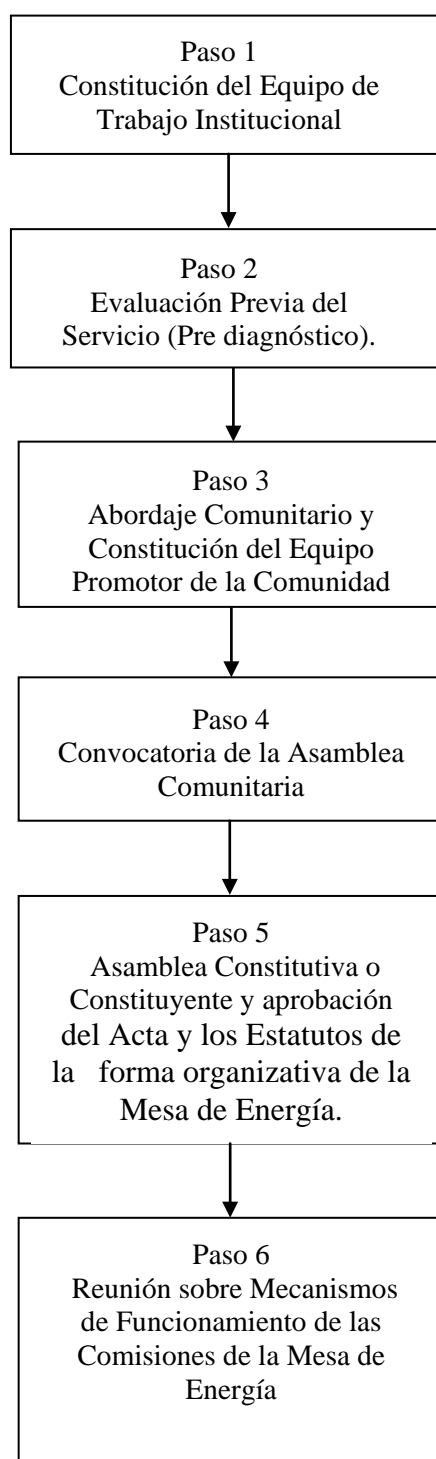 Paso 1
Constitución del Equipo de
Trabajo Institucional
Paso 2
Evaluación Previa del
Servicio (Pre diagnóstico).
Paso 3
Abordaje Comunitario y
Constitución del Equipo
Promotor de la Comunidad
Paso 4
Convocatoria de la Asamblea
Comunitaria
Paso 5
Asamblea Constitutiva o
Constituyente y aprobación
del Acta y los Estatutos de
la forma organizativa de la
Mesa de Energía.
Paso 6
Reunión sobre Mecanismos
de Funcionamiento de las
Comisiones de la Mesa de
Energía